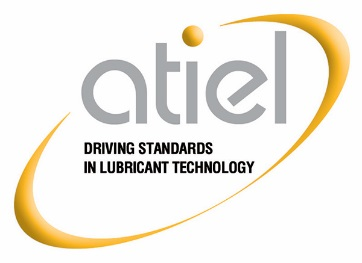 atiel
DRIVING STANDARDS
IN LUBRICANT TECHNOLOGY